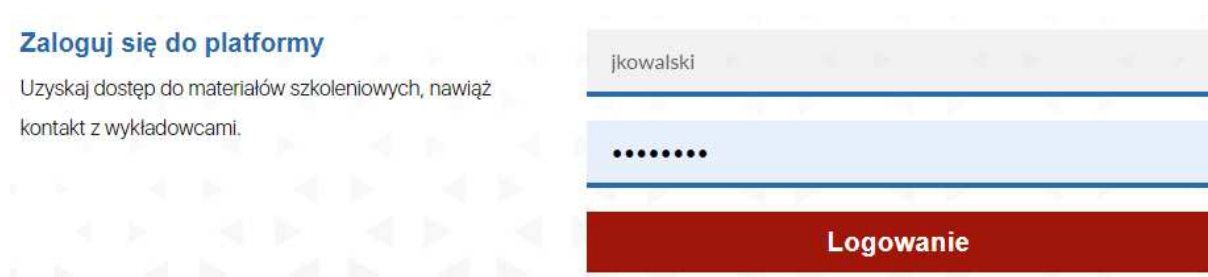 Zaloguj się do platformy
Uzyskaj dostęp do materiałów szkoleniowych, nawiąż
kontakt z wykładowcami.
jkowalski
••••••••
Logowanie